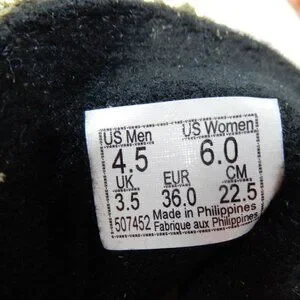 US Men US Women
4.5 6.0
UK EUR CM
3.5 36.0 22.5
507452 Made in Philippines
Fabrique aux Philippines